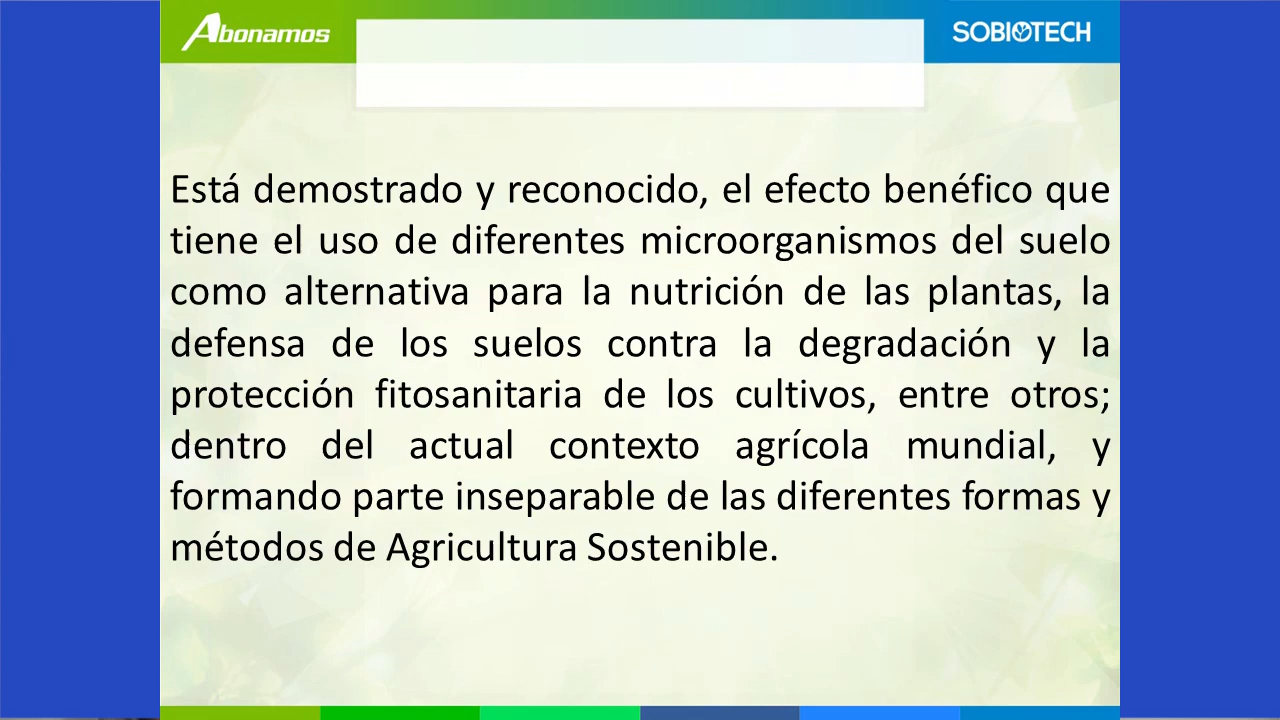 Abonamos
SOBIOTECH
Está demostrado y reconocido, el efecto benéfico que
tiene el uso de diferentes microorganismos del suelo
como alternativa para la nutrición de las plantas, la
defensa de los suelos contra la degradación y la
protección fitosanitaria de los cultivos, entre otros;
dentro del actual contexto agrícola mundial, y
formando parte inseparable de las diferentes formas y
métodos de Agricultura Sostenible.